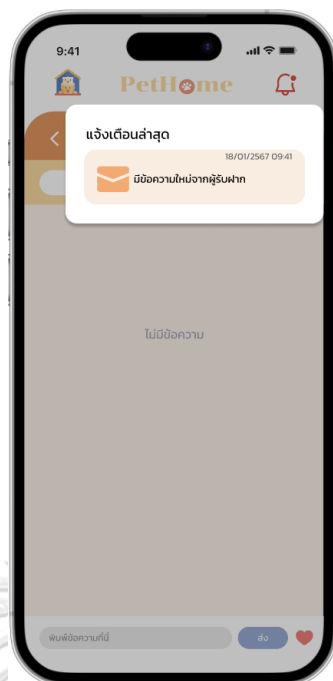 9:41
PetHome
แจ้งเตือนล่าสุด
18/01/2567 09:41
มีข้อความใหม่จากผู้รับฝาก
ไม่มีข้อความ
พิมพ์ข้อความที่นี่
ส่ง